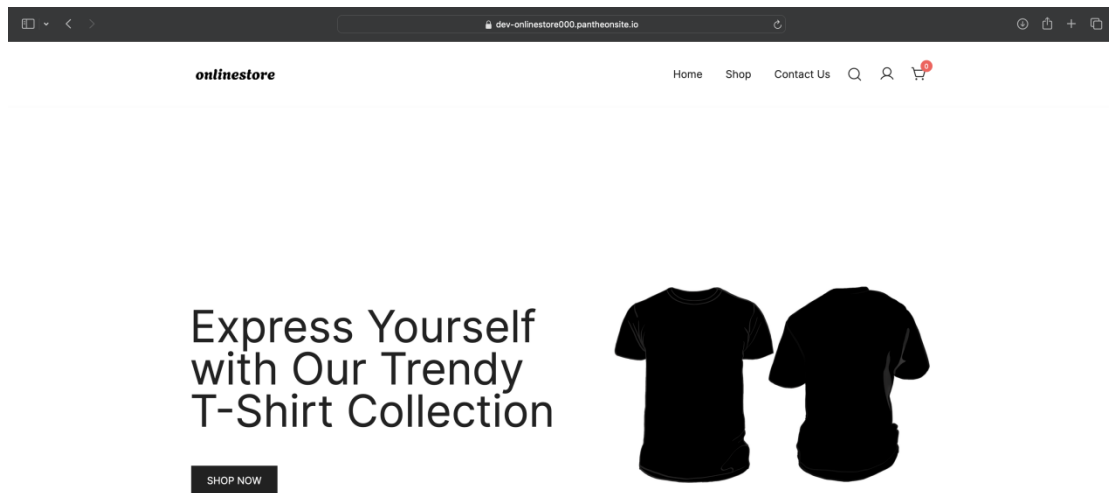 dev-onlinestore000.pantheonsite.io
onlinestore
Home Shop Contact Us 0
Express Yourself
with Our Trendy
T-Shirt Collection
SHOP NOW